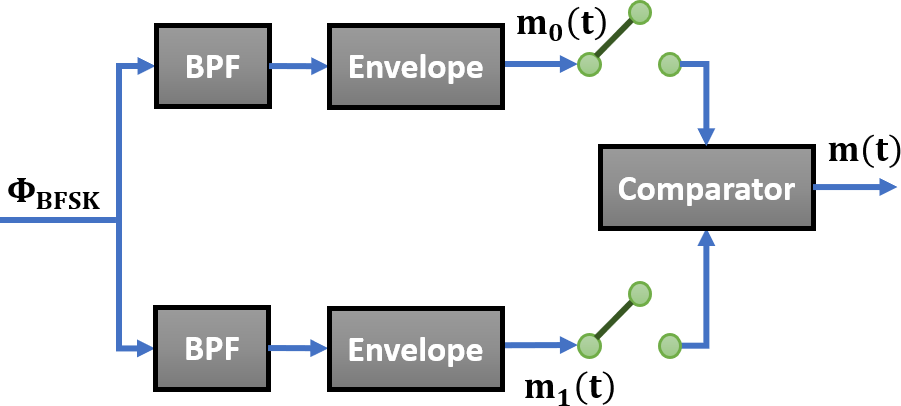 m₀(t)
BPF
Envelope
Φ_BFSK
Comparator
m(t)
BPF
Envelope
m₁(t)